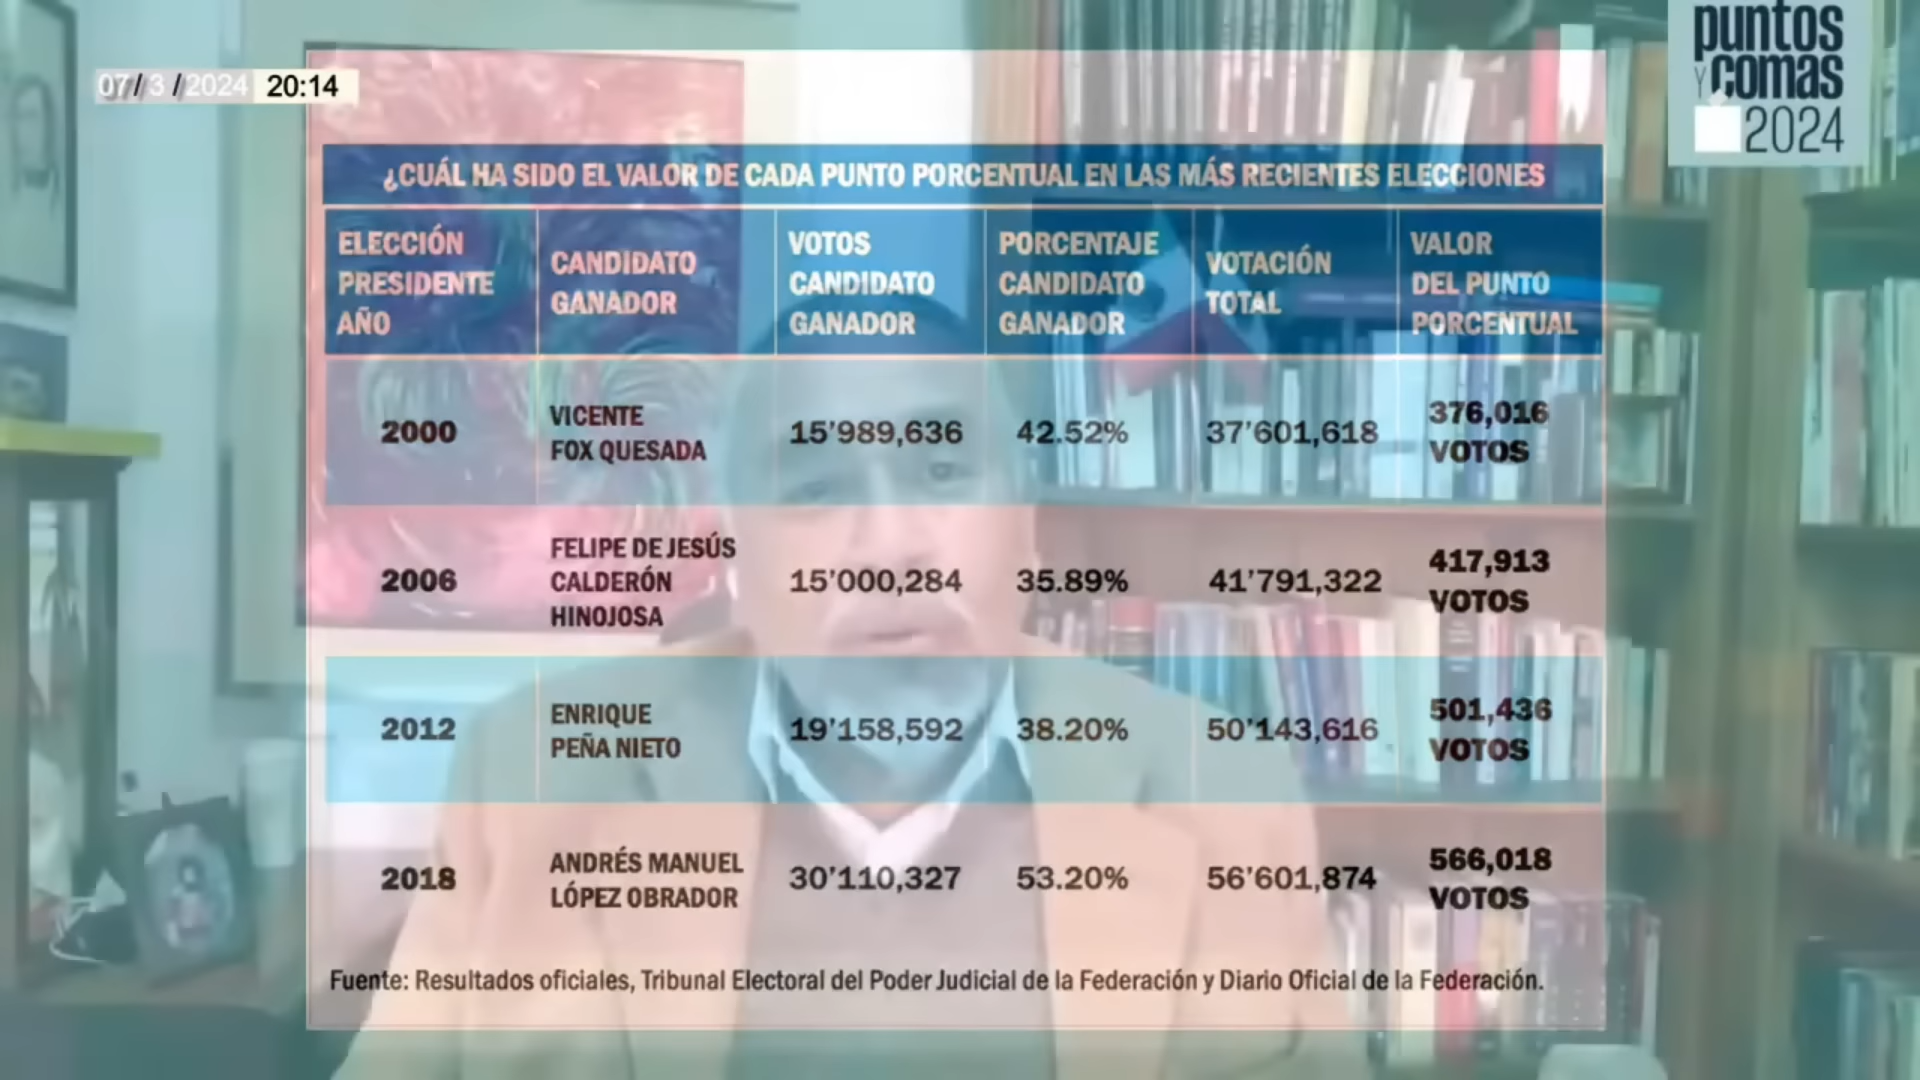 07/3/2024 20:14
puntos
Y comas
2024
¿CUÁL HA SIDO EL VALOR DE CADA PUNTO PORCENTUAL EN LAS MÁS RECIENTES ELECCIONES
ELECCIÓN
PRESIDENTE
AÑO
CANDIDATO
GANADOR
VOTOS
CANDIDATO
GANADOR
PORCENTAJE
CANDIDATO
GANADOR
VOTACIÓN
TOTAL
VALOR
DEL PUNTO
PORCENTUAL
2000
VICENTE
FOX QUESADA
15’989,636
42.52%
37’601,618
376,016
VOTOS
2006
FELIPE DE JESÚS
CALDERÓN
HINOJOSA
15’000,284
35.89%
41’791,322
417,913
VOTOS
2012
ENRIQUE
PEÑA NIETO
19’158,592
38.20%
50’143,616
501,436
VOTOS
2018
ANDRÉS MANUEL
LÓPEZ OBRADOR
30’110,327
53.20%
56’601,874
566,018
VOTOS
Fuente: Resultados oficiales, Tribunal Electoral del Poder Judicial de la Federación y Diario Oficial de la Federación.